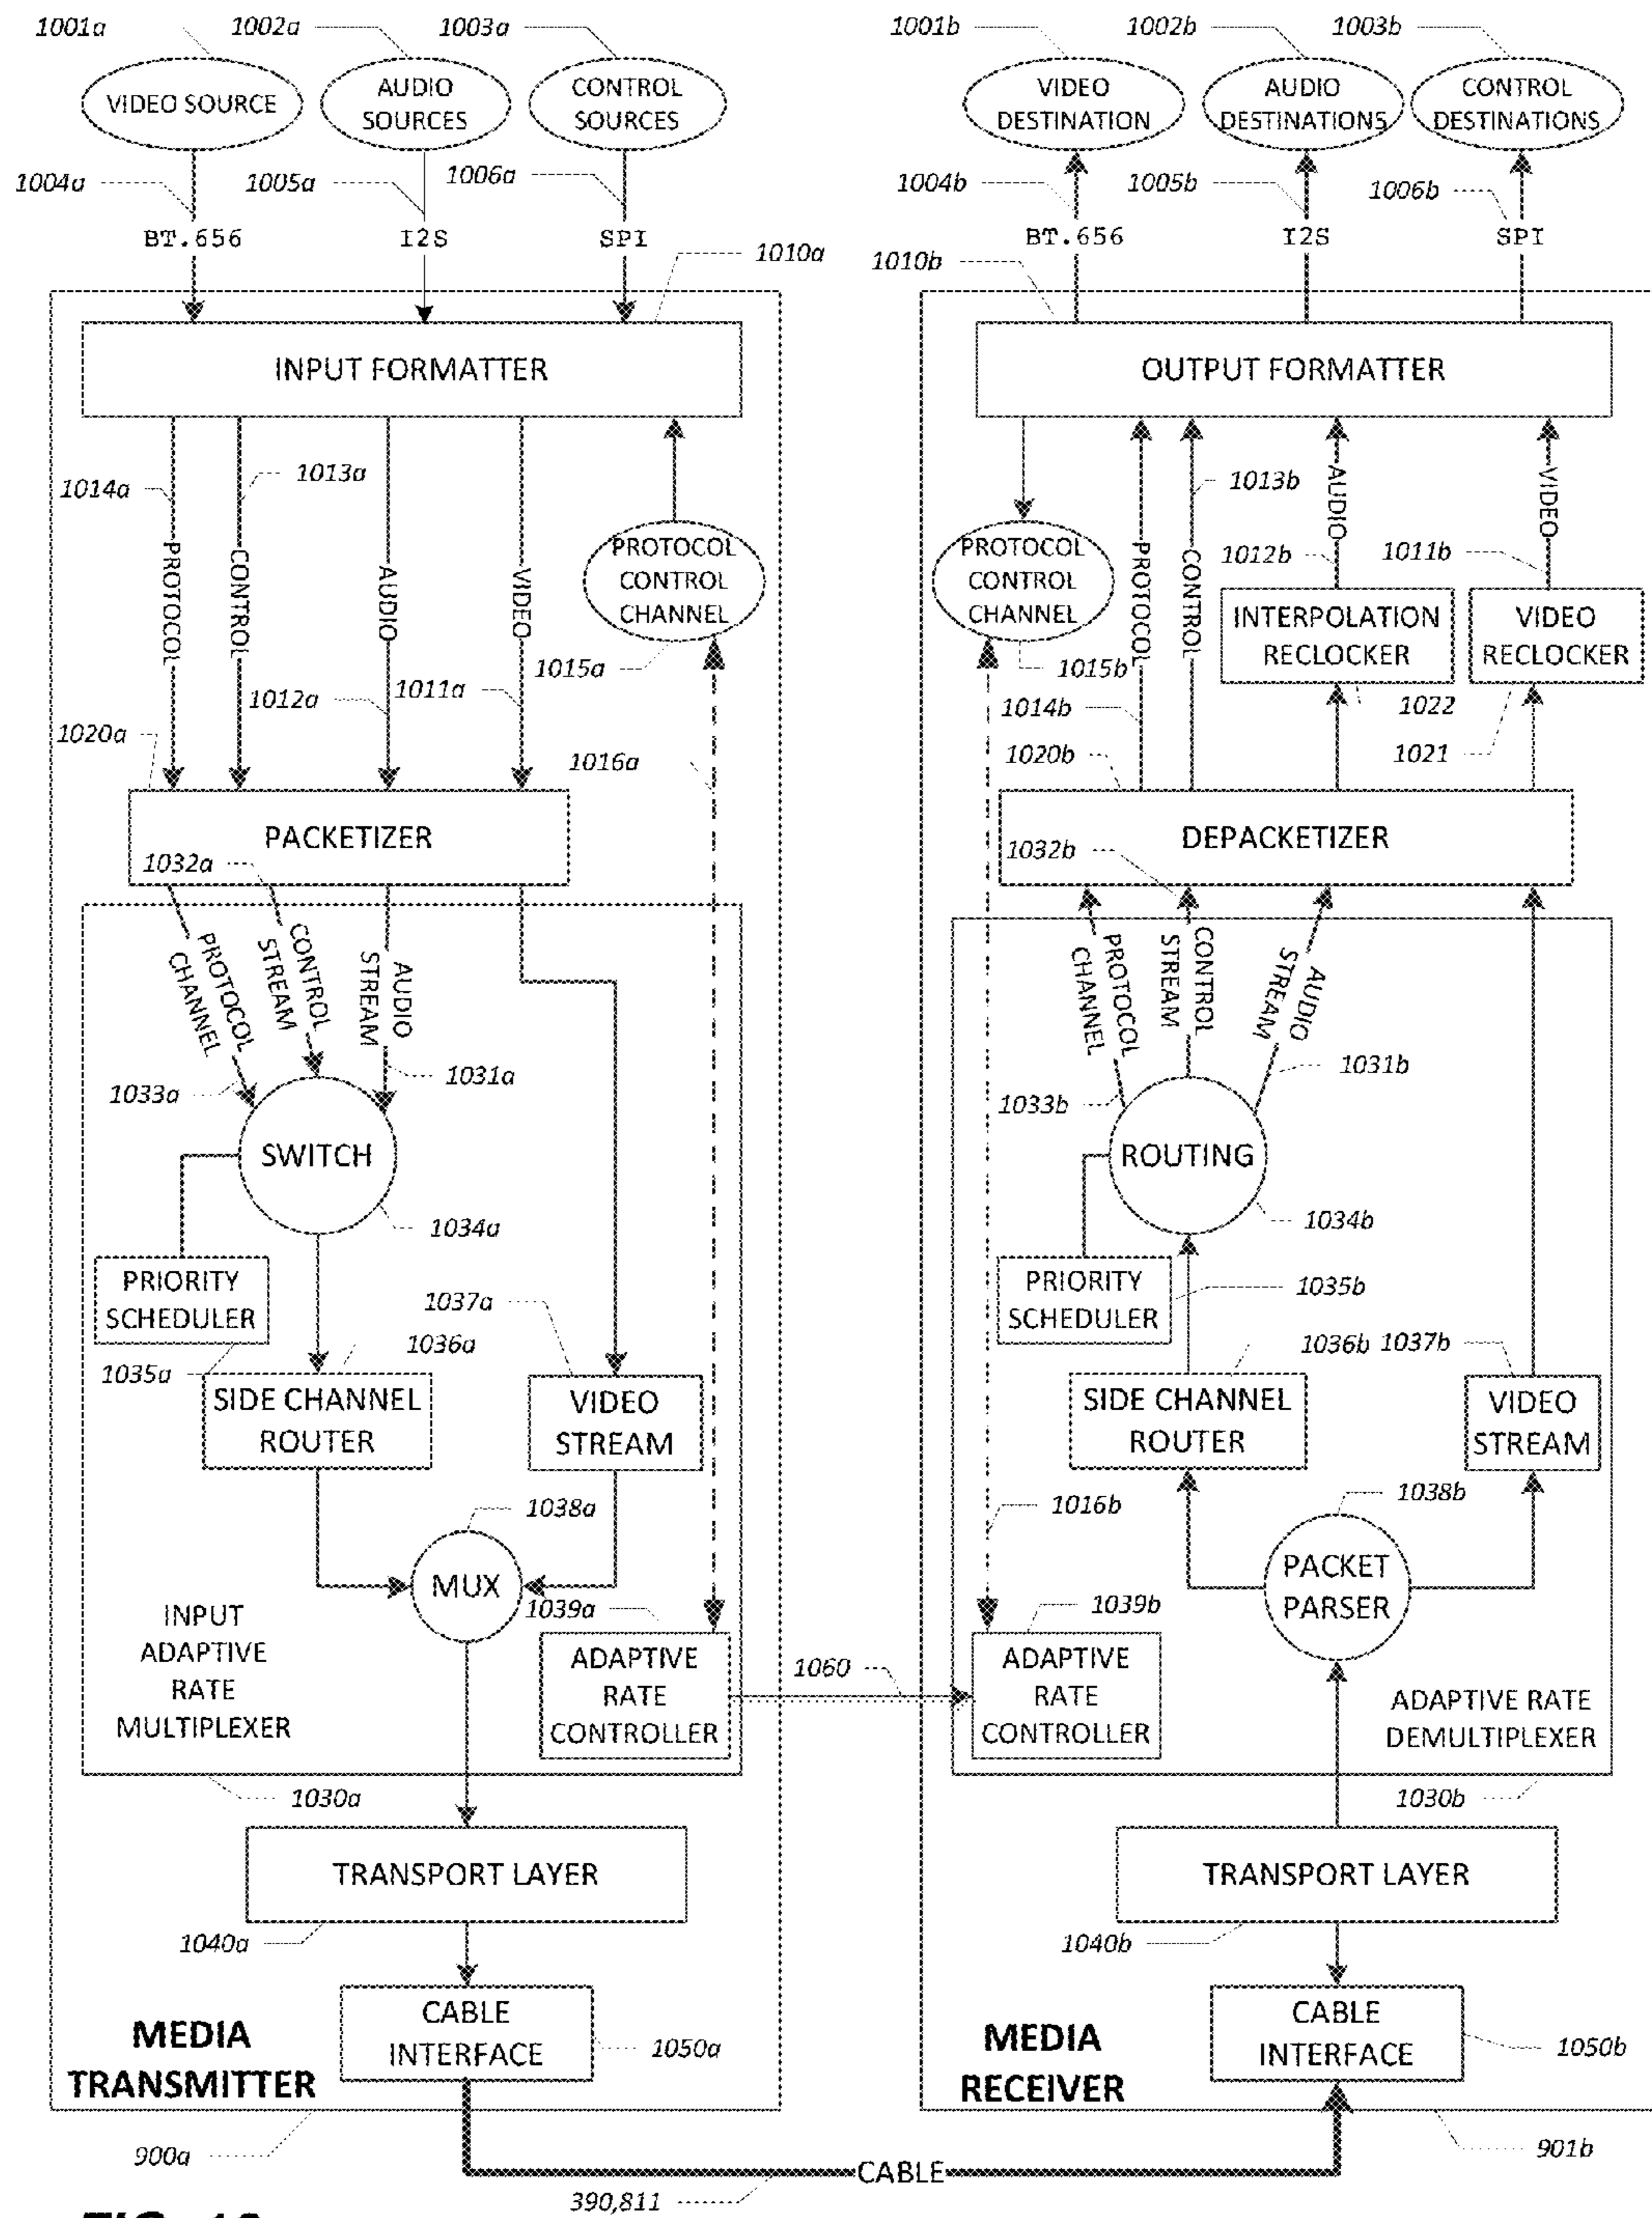 1001a 1002a 1003a 1001b 1002b 1003b
VIDEO SOURCE
AUDIO
SOURCES
CONTROL
SOURCES
VIDEO
DESTINATION
AUDIO
DESTINATIONS
CONTROL
DESTINATIONS
1004a 1005a 1006a 1004b 1005b 1006b
BT.656 I2S SPI BT.656 I2S SPI
1010a 1010b
INPUT FORMATTER
OUTPUT FORMATTER
1014a 1013a
PROTOCOL
CONTROL
AUDIO
VIDEO
PROTOCOL
CONTROL
CHANNEL
1015a
1012a 1011a
1020a
1016a
PROTOCOL
CONTROL
CHANNEL
1015b
PROTOCOL
CONTROL
1013b
AUDIO
VIDEO
1012b 1011b
INTERPOLATION
RECLOCKER
VIDEO
RECLOCKER
1022
1021
1014b
1020b
PACKETIZER
DEPACKETIZER
1032a 1032b
PROTOCOL
CHANNEL
CONTROL
STREAM
AUDIO
STREAM
1033a 1031a
PROTOCOL
CHANNEL
CONTROL
STREAM
AUDIO
STREAM
1033b 1031b
SWITCH
1034a
ROUTING
1034b
PRIORITY
SCHEDULER
1035a
PRIORITY
SCHEDULER
1035b
1037a
1036a
SIDE CHANNEL
ROUTER
VIDEO
STREAM
1036b 1037b
SIDE CHANNEL
ROUTER
VIDEO
STREAM
1038a
MUX
1039a
INPUT
ADAPTIVE
RATE
MULTIPLEXER
ADAPTIVE
RATE
CONTROLLER
1060
1016b
1038b
PACKET
PARSER
1039b
ADAPTIVE
RATE
CONTROLLER
ADAPTIVE RATE
DEMULTIPLEXER
1030a 1030b
TRANSPORT LAYER
TRANSPORT LAYER
1040a 1040b
CABLE
INTERFACE
1050a
CABLE
INTERFACE
1050b
MEDIA
TRANSMITTER
MEDIA
RECEIVER
900a
901b
CABLE
390,811